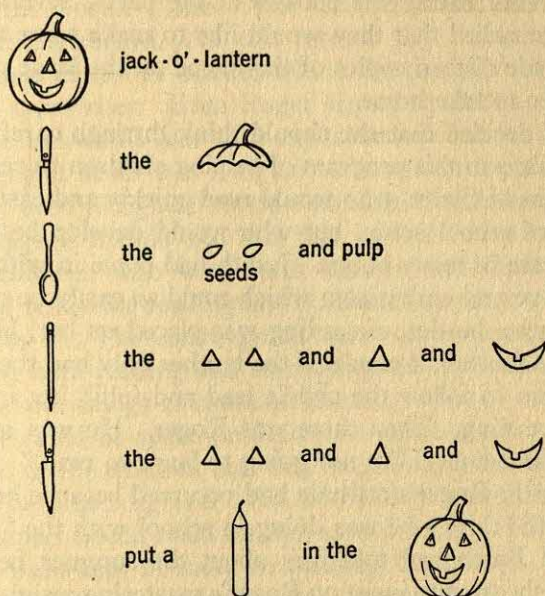 jack-o'-lantern
the
the and pulp
seeds
the and and
the and and
put a in the